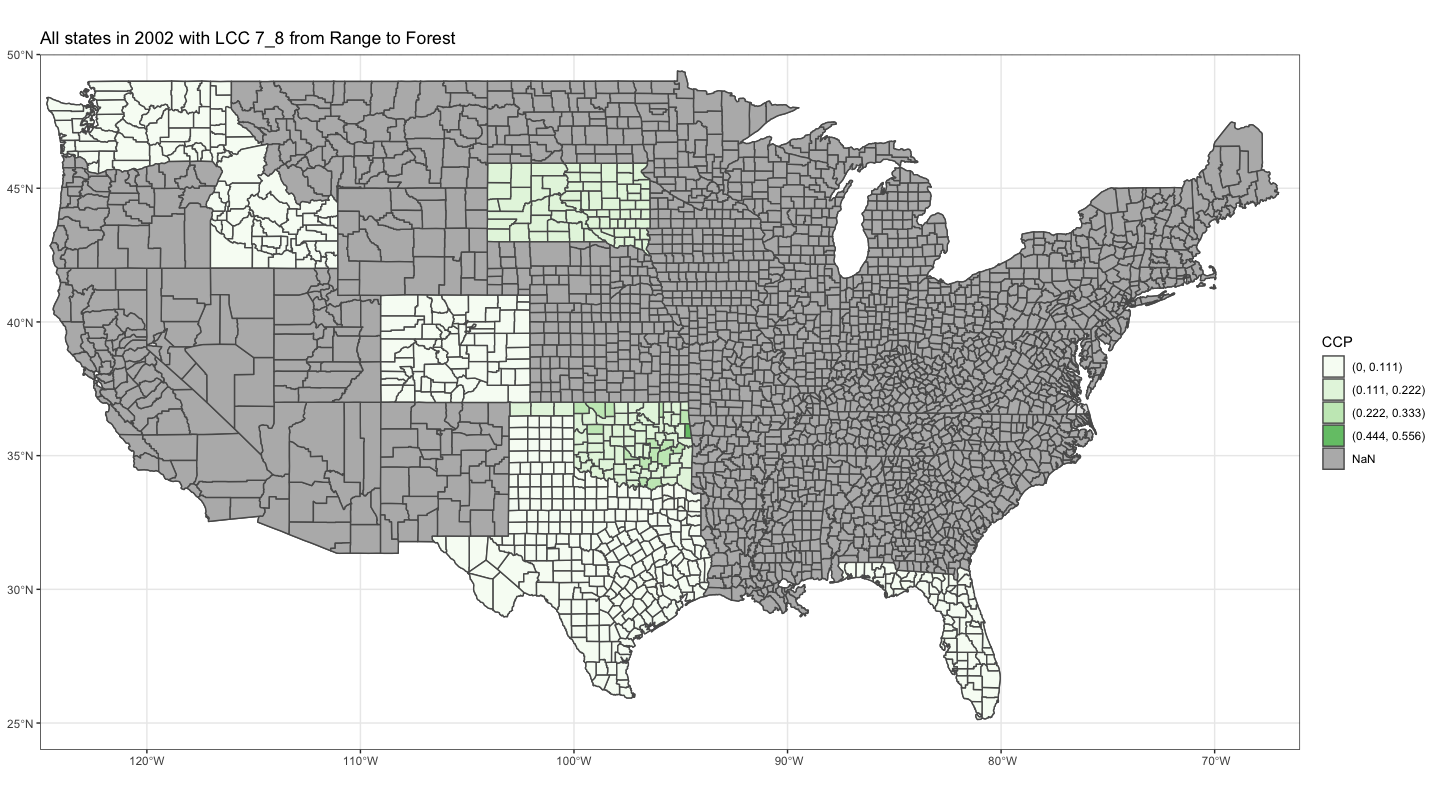 All states in 2002 with LCC 7_8 from Range to Forest
50°N
45°N
40°N
35°N
30°N
25°N
120°W
110°W
100°W
90°W
80°W
70°W
CCP
(0, 0.111)
(0.111, 0.222)
(0.222, 0.333)
(0.444, 0.556)
NaN